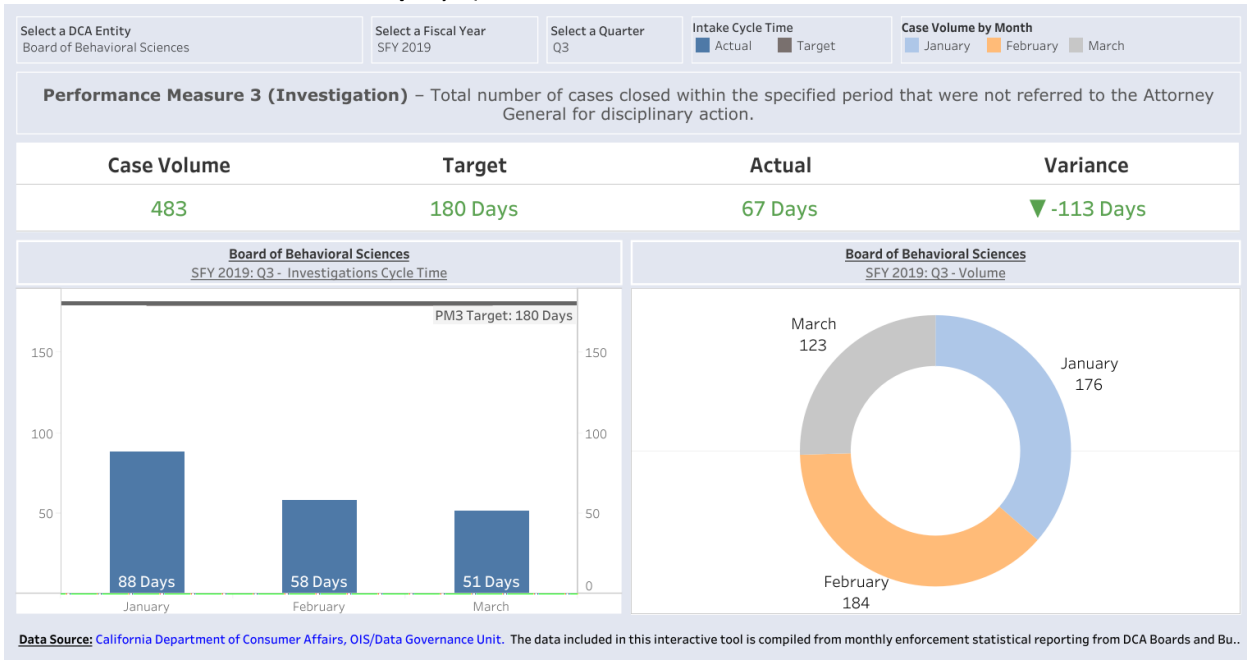 Select a DCA Entity
Board of Behavioral Sciences
Select a Fiscal Year
SFY 2019
Select a Quarter
Q3
Intake Cycle Time
Actual
Target
Case Volume by Month
January
February
March
Performance Measure 3 (Investigation) – Total number of cases closed within the specified period that were not referred to the Attorney
General for disciplinary action.
Case Volume
Target
Actual
Variance
483
180 Days
67 Days
▼ -113 Days
Board of Behavioral Sciences
SFY 2019: Q3 - Investigations Cycle Time
PM3 Target: 180 Days
150
150
100
100
50
50
0
88 Days
58 Days
51 Days
January
February
March
Board of Behavioral Sciences
SFY 2019: Q3 - Volume
March
123
January
176
February
184
Data Source: California Department of Consumer Affairs, OIS/Data Governance Unit. The data included in this interactive tool is compiled from monthly enforcement statistical reporting from DCA Boards and Bu..